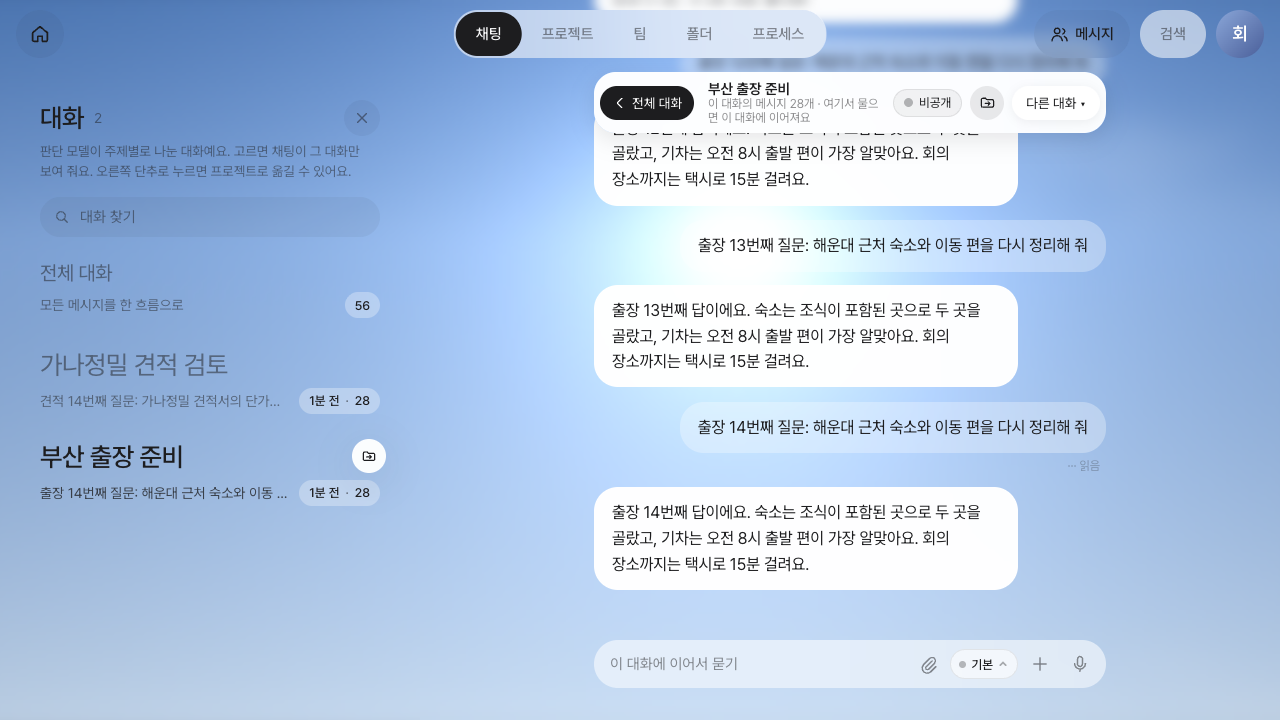 채팅
프로젝트
팀
폴더
프로세스
메시지
검색
회
대화 2
판단 모델이 주제별로 나눈 대화예요. 고르면 채팅이 그 대화만
보여 줘요. 오른쪽 단추로 누르면 프로젝트로 옮길 수 있어요.
대화 찾기
전체 대화
모든 메시지를 한 흐름으로
56
가나정밀 견적 검토
견적 14번째 질문: 가나정밀 견적서의 단가...
1분 전 · 28
부산 출장 준비
출장 14번째 질문: 해운대 근처 숙소와 이동 ...
1분 전 · 28
전체 대화
부산 출장 준비
이 대화의 메시지 28개 · 여기서 물으
면 이 대화에 이어져요
비공개
다른 대화
골랐고, 기차는 오전 8시 출발 편이 가장 알맞아요. 회의
장소까지는 택시로 15분 걸려요.
출장 13번째 질문: 해운대 근처 숙소와 이동 편을 다시 정리해 줘
출장 13번째 답이에요. 숙소는 조식이 포함된 곳으로 두 곳을
골랐고, 기차는 오전 8시 출발 편이 가장 알맞아요. 회의
장소까지는 택시로 15분 걸려요.
출장 14번째 질문: 해운대 근처 숙소와 이동 편을 다시 정리해 줘
··· 읽음
출장 14번째 답이에요. 숙소는 조식이 포함된 곳으로 두 곳을
골랐고, 기차는 오전 8시 출발 편이 가장 알맞아요. 회의
장소까지는 택시로 15분 걸려요.
이 대화에 이어서 묻기
기본